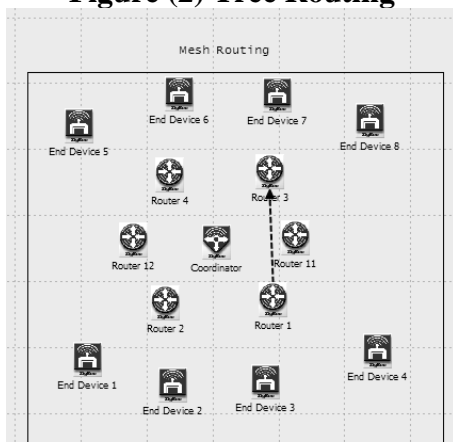 Figure (2) Tree Routing
Mesh Routing
End Device 6
End Device 7
End Device 5
End Device 8
Router 4
Router 3
Router 12
Coordinator
Router 11
Router 2
Router 1
End Device 1
End Device 2
End Device 3
End Device 4